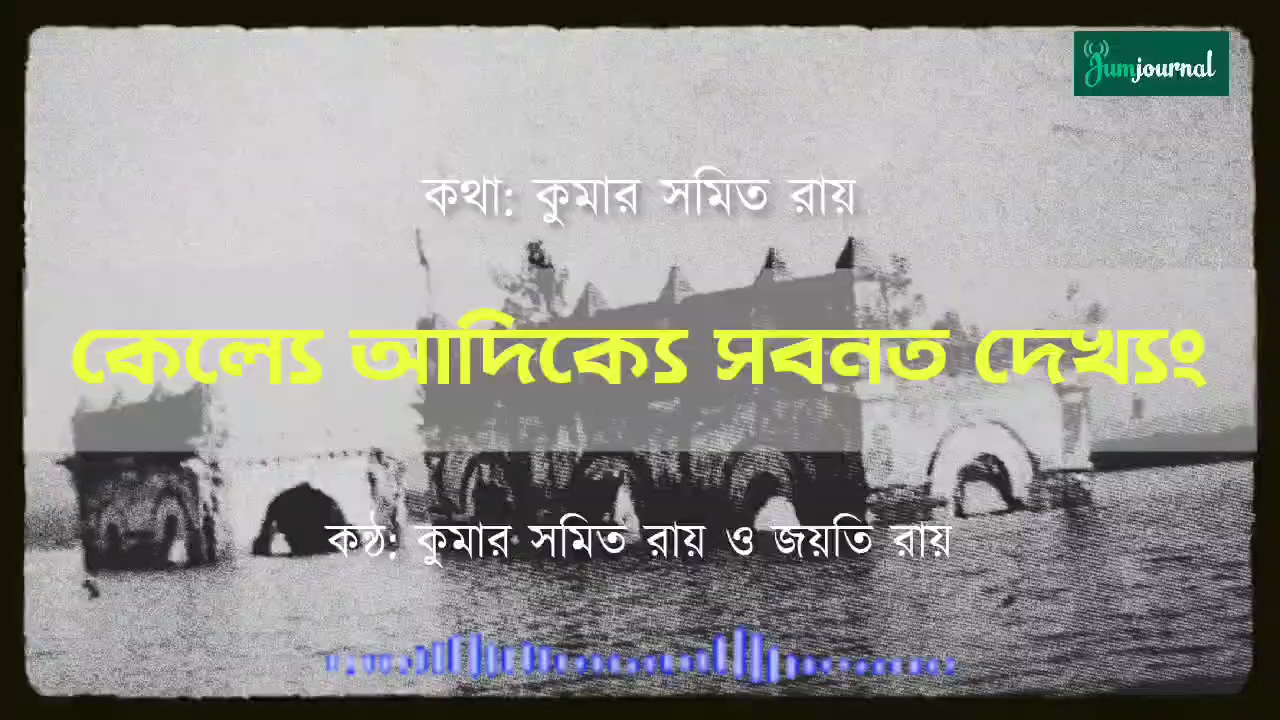 Jumjournal
কথা: কুমার সমিত রায়
কেল্যে আদিক্যে সবনত দেখ্যং
কন্ঠ: কুমার সমিত রায় ও জয়তি রায়